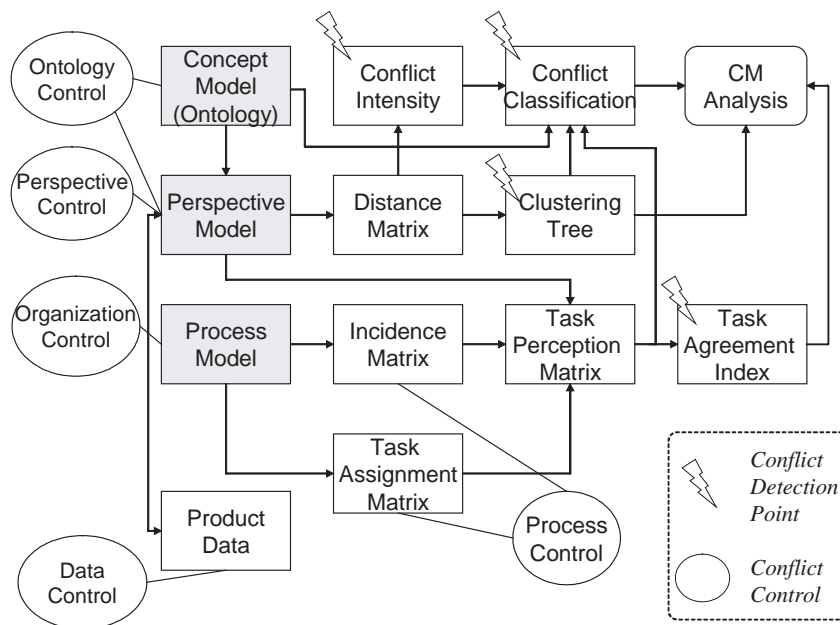 Ontology
Control
Concept
Model
(Ontology)
Conflict
Intensity
Conflict
Classification
CM
Analysis
Perspective
Control
Perspective
Model
Distance
Matrix
Clustering
Tree
Organization
Control
Process
Model
Incidence
Matrix
Task
Perception
Matrix
Task
Agreement
Index
Task
Assignment
Matrix
Product
Data
Process
Control
Data
Control
Conflict
Detection
Point
Conflict
Control